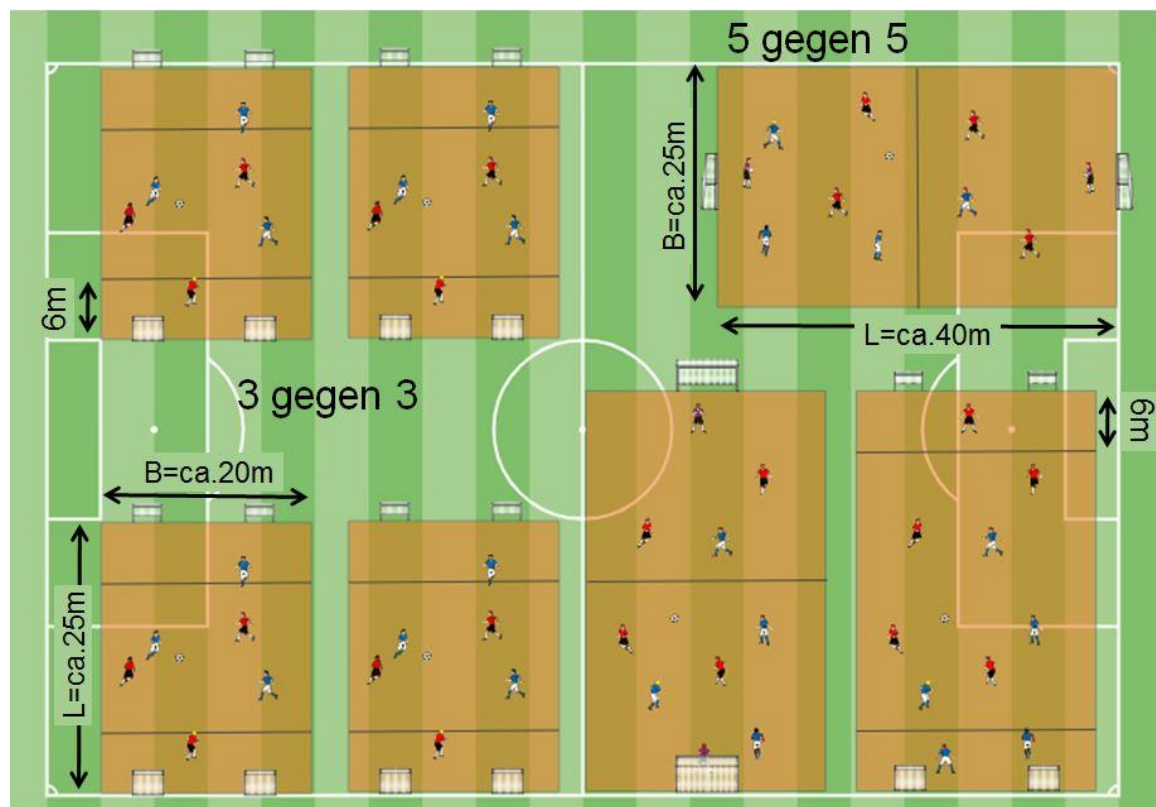 5 gegen 5
B=ca.25m
6m
L=ca.40m
3 gegen 3
6m
B=ca.20m
L=ca.25m